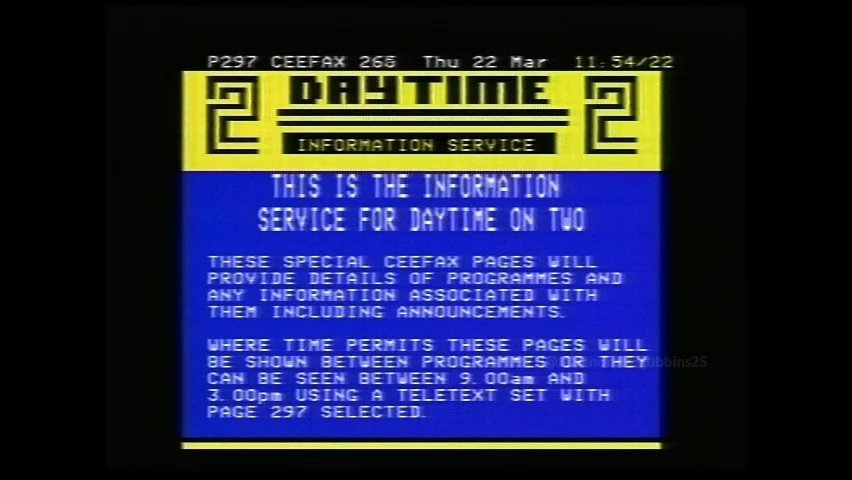 P297 CEEFAX 268 Thu 22 Mar 11:54/22
2 DAYTIME 2
INFORMATION SERVICE
THIS IS THE INFORMATION
SERVICE FOR DAYTIME ON TWO
THESE SPECIAL CEEFAX PAGES WILL
PROVIDE DETAILS OF PROGRAMMES AND
ANY INFORMATION ASSOCIATED WITH
THEM INCLUDING ANNOUNCEMENTS.
WHERE TIME PERMITS THESE PAGES WILL
BE SHOWN BETWEEN PROGRAMMES OR THEY
CAN BE SEEN BETWEEN 9.00am AND
3.00pm USING A TELETEXT SET WITH
PAGE 297 SELECTED.